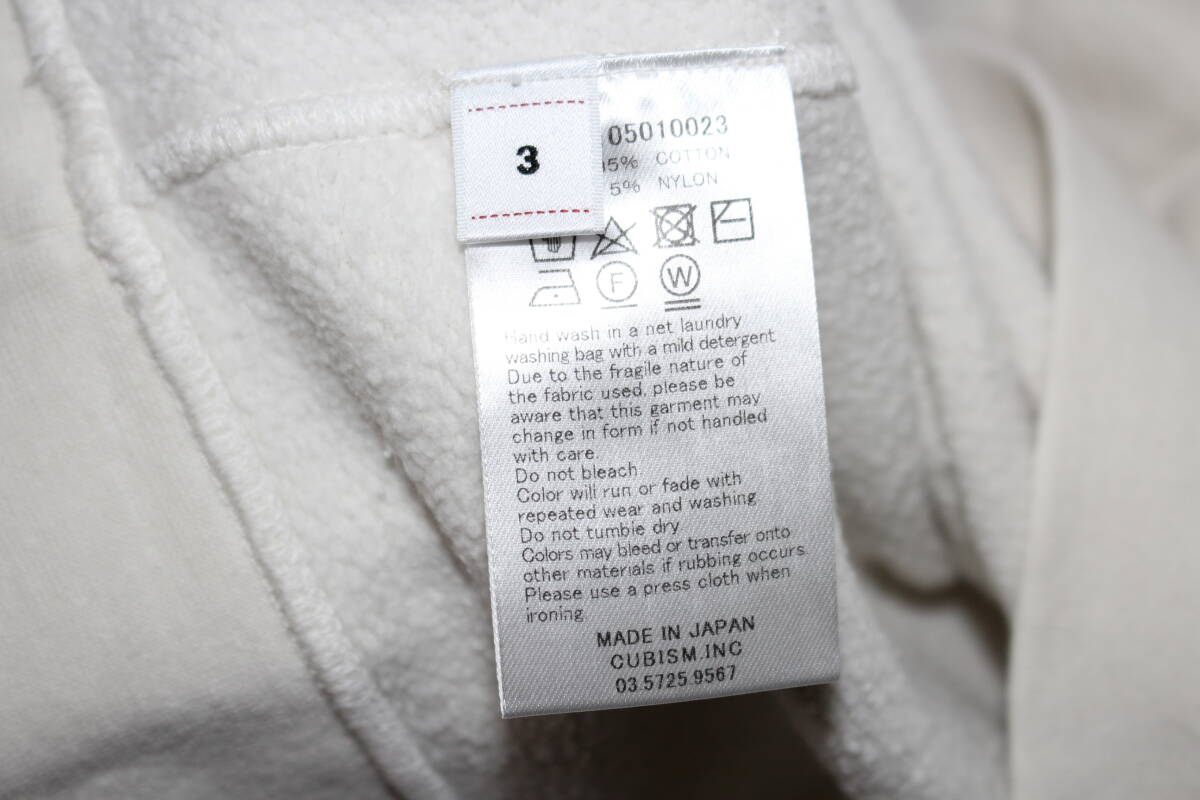 3
05010023
5% COTTON
5% NYLON
F
W
Hand wash in a net laundry
washing bag with a mild detergent
Due to the fragile nature of
the fabric used, please be
aware that this garment may
change in form if not handled
with care.
Do not bleach
Color will run or fade with
repeated wear and washing
Do not tumble dry
Colors may bleed or transfer onto
other materials if rubbing occurs.
Please use a press cloth when
ironing.
MADE IN JAPAN
CUBISM.INC
03.5725.9567